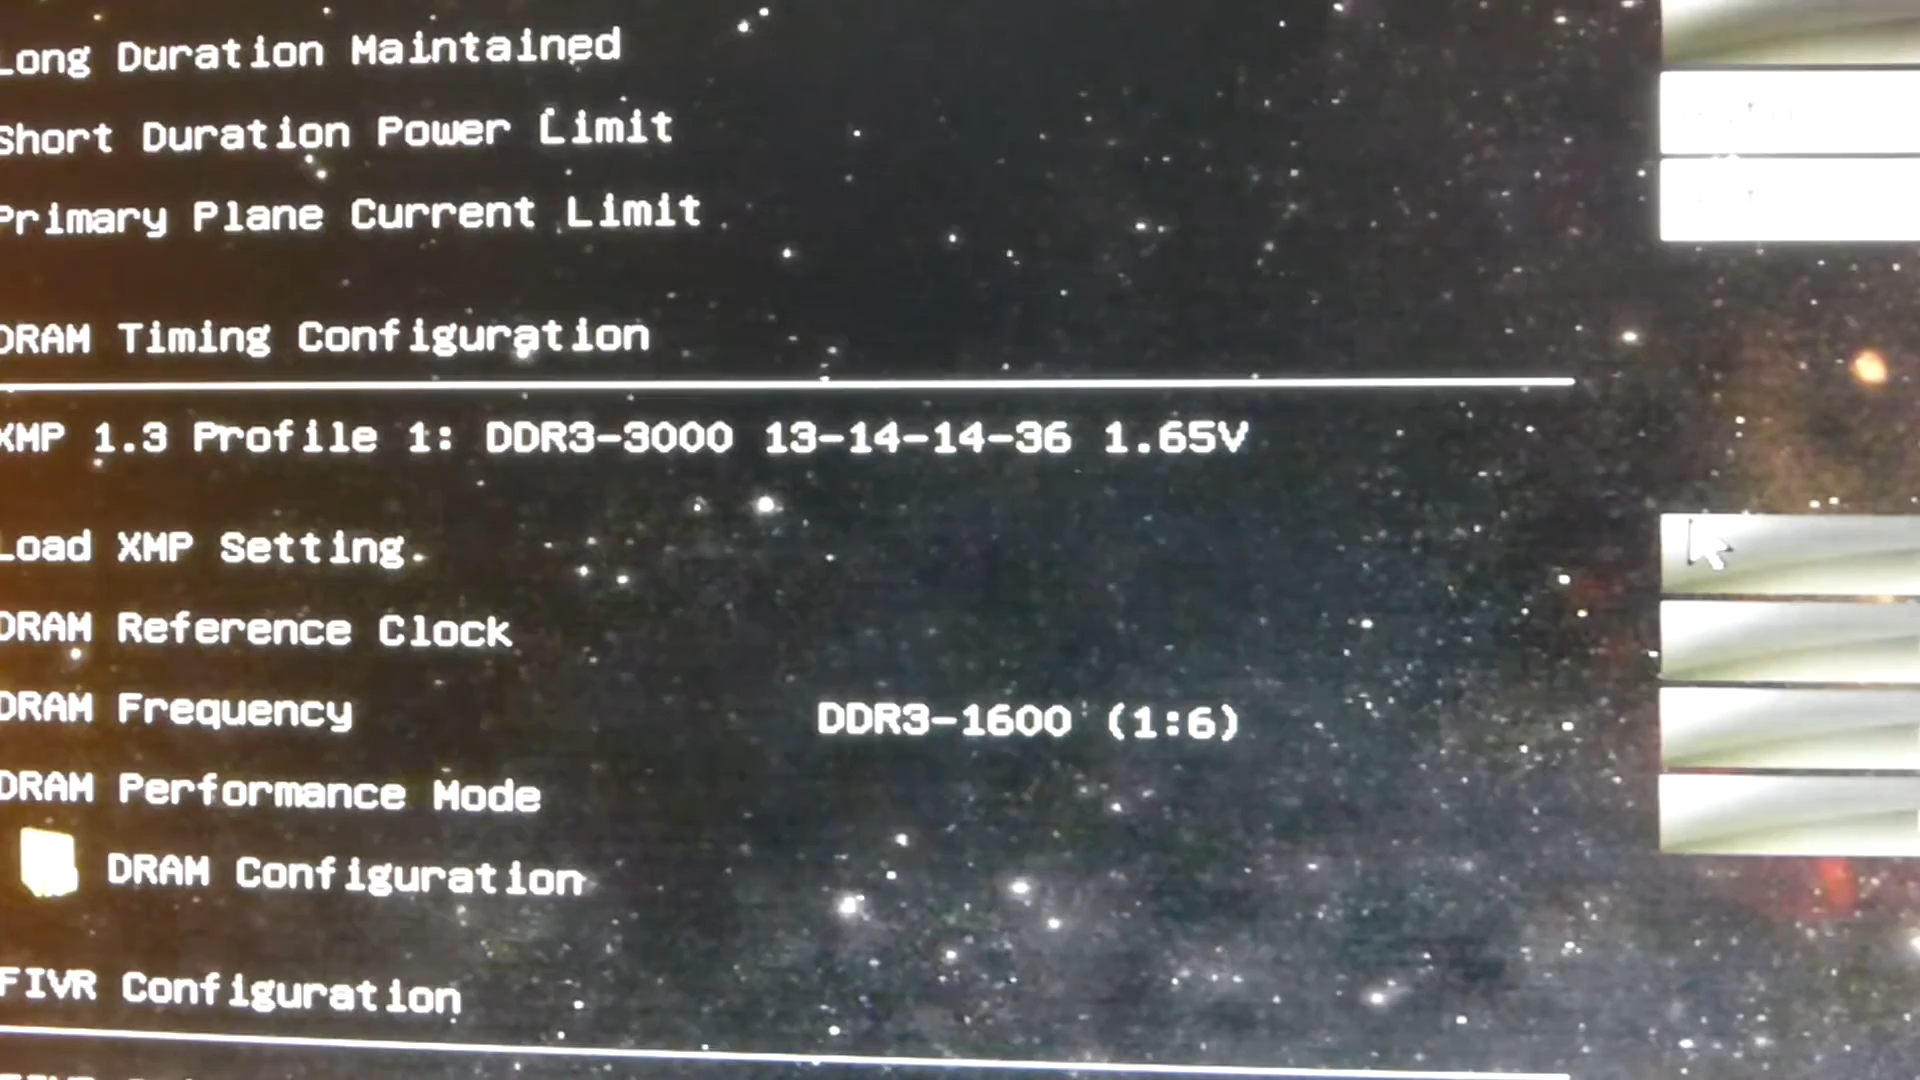 Long Duration Maintained
Short Duration Power Limit
Primary Plane Current Limit
DRAM Timing Configuration
XMP 1.3 Profile 1: DDR3-3000 13-14-14-36 1.65V
Load XMP Setting
DRAM Reference Clock
DRAM Frequency DDR3-1600 (1:6)
DRAM Performance Mode
DRAM Configuration
FIVR Configuration